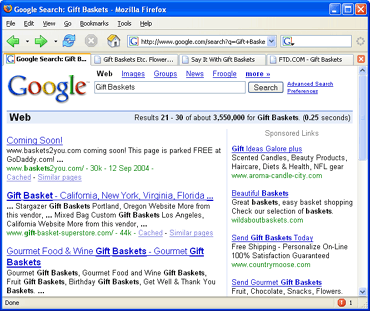 Google Search: Gift Baskets - Mozilla Firefox
File Edit View Go Bookmarks Tools Help
http://www.google.com/search?q=Gift+Baske
Google Search: Gift B...
Gift Baskets Etc. Flower...
Say It With Gift Baskets
FTD.COM - Gift Baskets
Google
Web Images Groups News Froogle more »
Gift Baskets
Search
Advanced Search
Preferences
Web
Results 21 - 30 of about 3,550,000 for Gift Baskets. (0.25 seconds)
Coming Soon!
www.baskets2you.com coming soon! This page is parked FREE at
GoDaddy.com! ...
www.baskets2you.com/ - 30k - 12 Sep 2004 -
Cached - Similar pages
Gift Basket - California, New York, Virginia, Florida ...
... Stargazer Gift Baskets Portland, Oregon Website More from
this vendor, ... Mixed Bag Custom Gift Baskets Los Angeles,
California Website More from this vendor. ...
www.gift-basket-superstore.com/ - 44k - Cached - Similar pages
Gourmet Food & Wine Gift Baskets - Gourmet Gift
Baskets
Gourmet Gift Baskets, Gourmet and Wine Gift Baskets,
Fruit Gift Baskets, Birthday Gift Baskets, Get Well & Thank You
Baskets. ...
Sponsored Links
Gift Ideas Galore plus
Scented Candles, Beauty Products,
Haircare, Diets & Health, NFL gear
www.aroma-candle-city.com
Beautiful Baskets
Great baskets, easy basket shopping
Check our selection of baskets.
wildaboutbaskets.com
Send Gift Baskets Today
Free Shipping - Personalize On-Line
100% Satisfaction Guaranteed
www.countrymoose.com
Send Gourmet Gift Baskets
Fruit, Chocolate, Snacks, Flowers.
Done
1